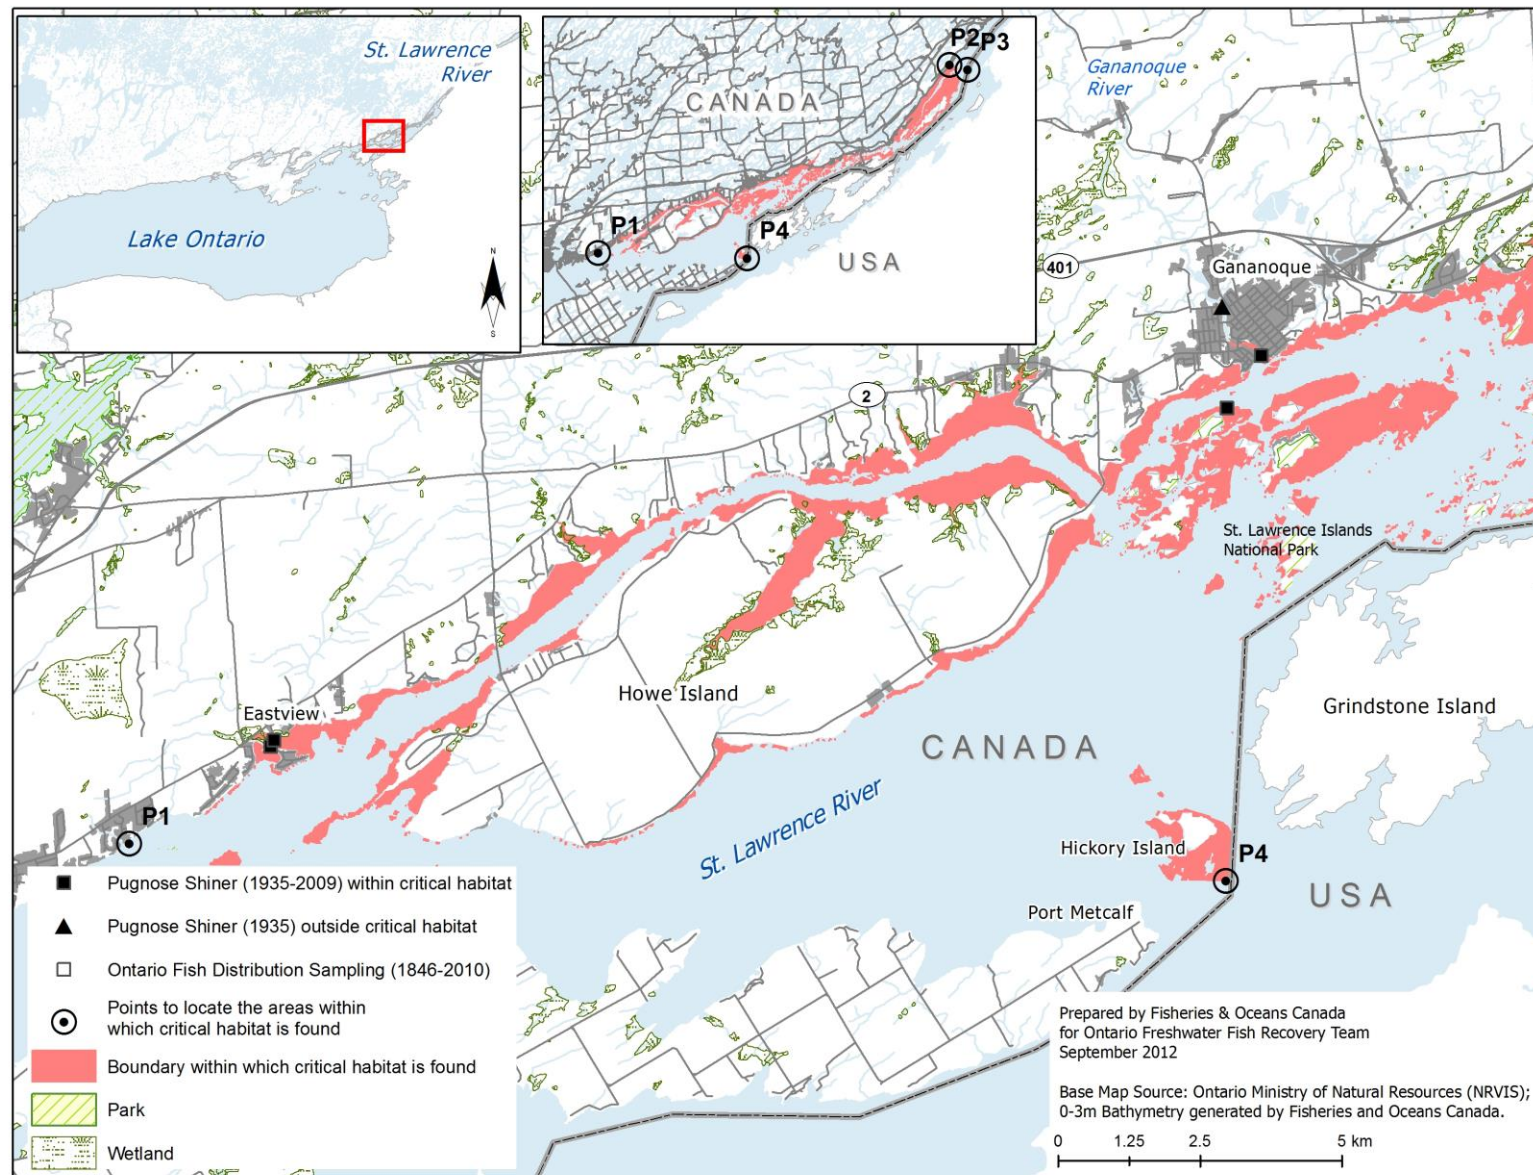 St. Lawrence
River
Lake Ontario
N
S
P2
P3
CANADA
P1
P4
USA
Gananoque
River
401
Gananoque
2
St. Lawrence Islands
National Park
Howe Island
Eastview
Grindstone Island
CANADA
P1
St. Lawrence River
Hickory Island
P4
USA
Port Metcalf
Pugnose Shiner (1935-2009) within critical habitat
Pugnose Shiner (1935) outside critical habitat
Ontario Fish Distribution Sampling (1846-2010)
Points to locate the areas within
which critical habitat is found
Boundary within which critical habitat is found
Park
Wetland
Prepared by Fisheries & Oceans Canada
for Ontario Freshwater Fish Recovery Team
September 2012
Base Map Source: Ontario Ministry of Natural Resources (NRVIS);
0-3m Bathymetry generated by Fisheries and Oceans Canada.
0 1.25 2.5 5 km